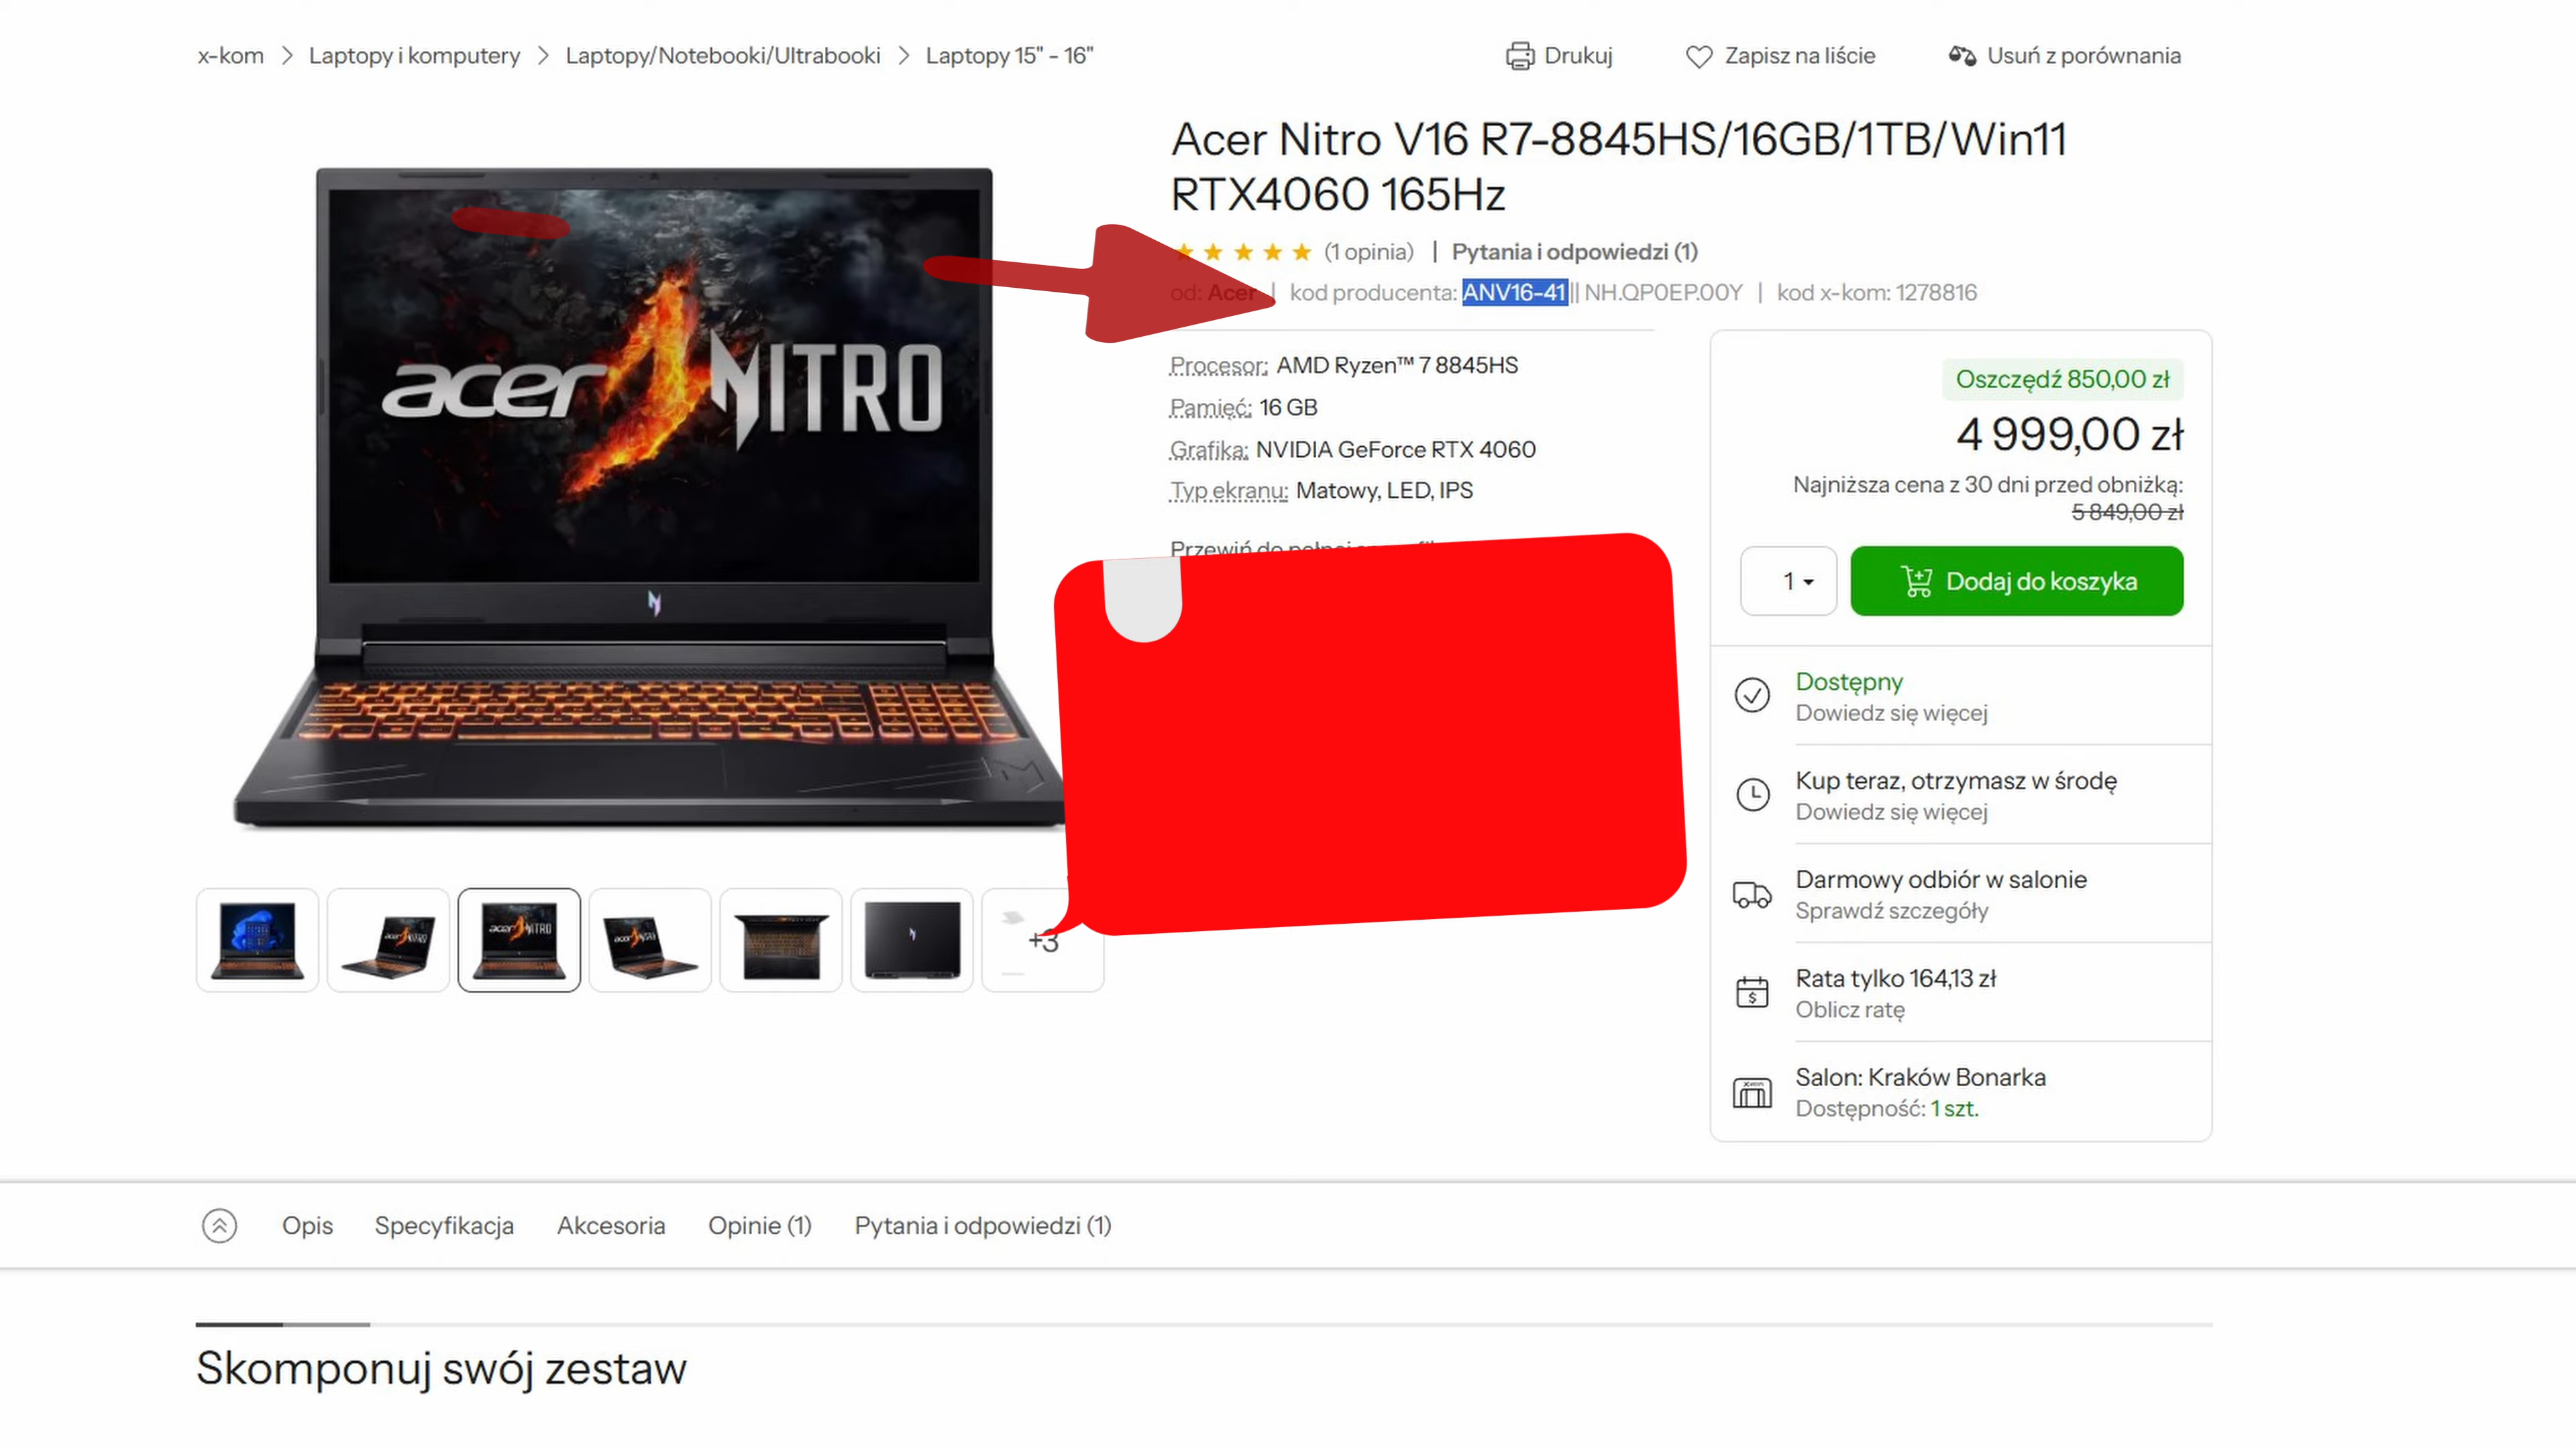 x-kom > Laptopy i komputery > Laptopy/Notebooki/Ultrabooki > Laptopy 15" - 16"
Drukuj
Zapisz na liście
Usuń z porównania
Acer Nitro V16 R7-8845HS/16GB/1TB/Win11
RTX4060 165Hz
(1 opinia) | Pytania i odpowiedzi (1)
od: Acer | kod producenta: ANV16-41 || NH.QP0EP.00Y | kod x-kom: 1278816
acer NITRO
Procesor: AMD Ryzen™ 7 8845HS
Pamięć: 16 GB
Grafika: NVIDIA GeForce RTX 4060
Typ ekranu: Matowy, LED, IPS
Przewiń do pełnej
Oszczędź 850,00 zł
4 999,00 zł
Najniższa cena z 30 dni przed obniżką:
5 849,00 zł
1
Dodaj do koszyka
Dostępny
Dowiedz się więcej
Kup teraz, otrzymasz w środę
Dowiedz się więcej
Darmowy odbiór w salonie
Sprawdź szczegóły
Rata tylko 164,13 zł
Oblicz ratę
Salon: Kraków Bonarka
Dostępność: 1 szt.
+3
Opis
Specyfikacja
Akcesoria
Opinie (1)
Pytania i odpowiedzi (1)
Skomponuj swój zestaw